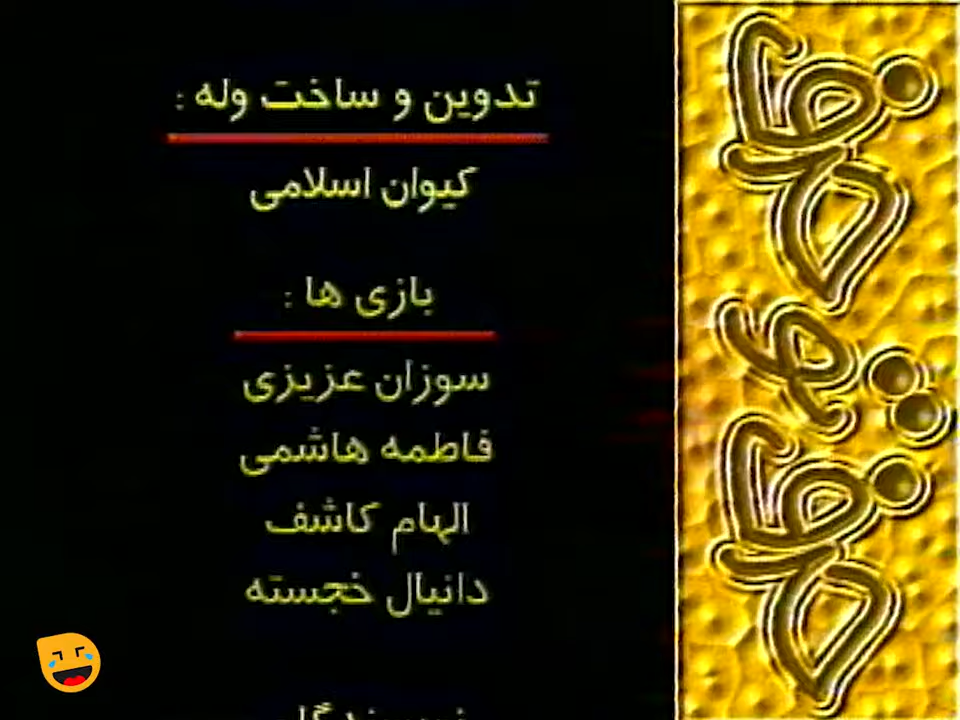 تدوین و ساخت وله :
کیوان اسلامی
بازی ها :
سوزان عزیزی
فاطمه هاشمی
الهام کاشف
دانیال خجسته